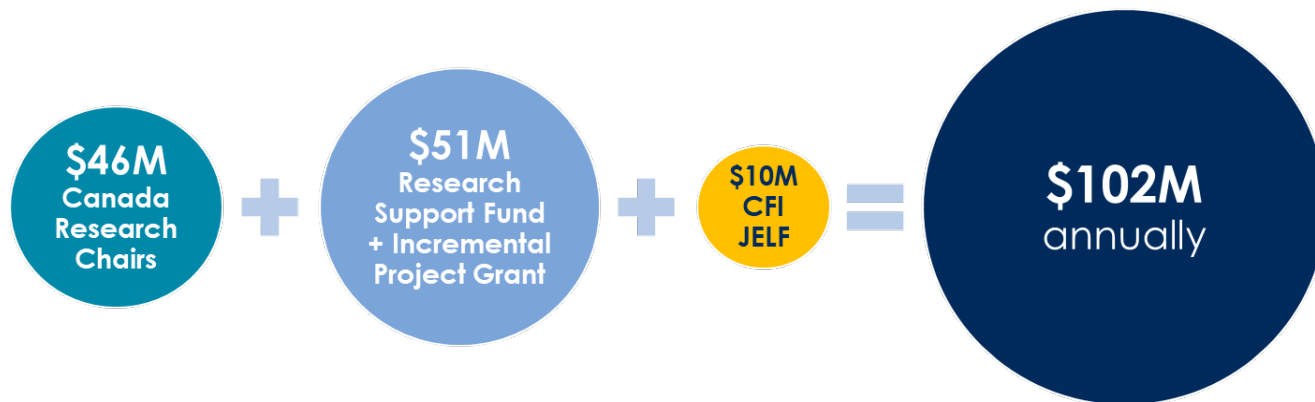 $46M
Canada
Research
Chairs
+
$51M
Research
Support Fund
+ Incremental
Project Grant
+
$10M
CFI
JELF
=
$102M
annually